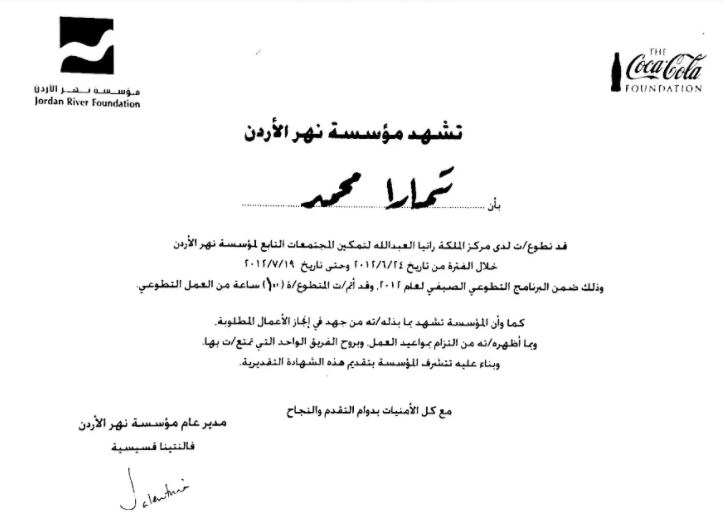 مؤسسة نهر الأردن
Jordan River Foundation
THE
Coca-Cola
FOUNDATION
تشهد مؤسسة نهر الأردن
بأن تمارا محمد
قد تطوع/ت لدى مركز الملكة رانيا العبدالله لتمكين المجتمعات التابع لمؤسسة نهر الأردن
خلال الفترة من تاريخ ٢٠١٢/٦/٢٤ وحتى تاريخ ٢٠١٢/٧/١٩
وذلك ضمن البرنامج التطوعي الصيفي لعام ٢٠١٢، وقد أتم/ت المتطوع/ة (١٠٠) ساعة من العمل التطوعي.
كما وأن المؤسسة تشهد بما بذله/ته من جهد في إنجاز الأعمال المطلوبة،
وبما أظهره/ته من التزام بمواعيد العمل، وبروح الفريق الواحد التي تمتع/ت بها.
وبناء عليه تتشرف المؤسسة بتقديم هذه الشهادة التقديرية.
مع كل الأمنيات بدوام التقدم والنجاح
مدير عام مؤسسة نهر الأردن
فالنتينا قسيسية
Valentina